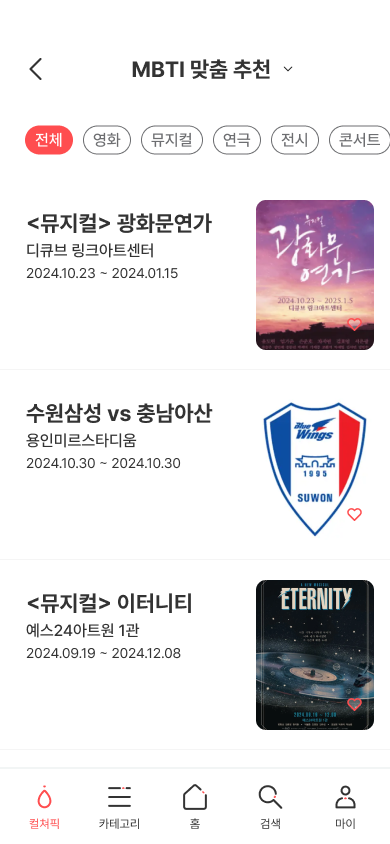 MBTI 맞춤 추천
전체 영화 뮤지컬 연극 전시 콘서트
<뮤지컬> 광화문연가
디큐브 링크아트센터
2024.10.23 ~ 2024.01.15
뮤지컬
광화문
연가
2024.10.23 ~ 2025.1.5
디큐브 링크아트센터
수원삼성 vs 충남아산
용인미르스타디움
2024.10.30 ~ 2024.10.30
Blue
Wings
1995
SUWON
<뮤지컬> 이터니티
예스24아트원 1관
2024.09.19 ~ 2024.12.08
A NEW MUSICAL
ETERNITY
컬쳐픽 카테고리 홈 검색 마이